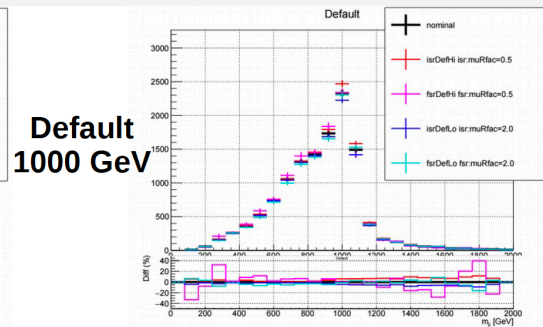 Default
1000 GeV
Default
nominal
isrDefHi isr:muRfac=0.5
fsrDefHi fsr:muRfac=0.5
isrDefLo fsr:muRfac=2.0
fsrDefLo fsr:muRfac=2.0
3000
2500
2000
1500
1000
500
0
0 200 400 600 800 1000 1200 1400 1600 1800 2000
Diff (%)
40
20
0
−20
−40
0 200 400 600 800 1000 1200 1400 1600 1800 2000
[GeV]